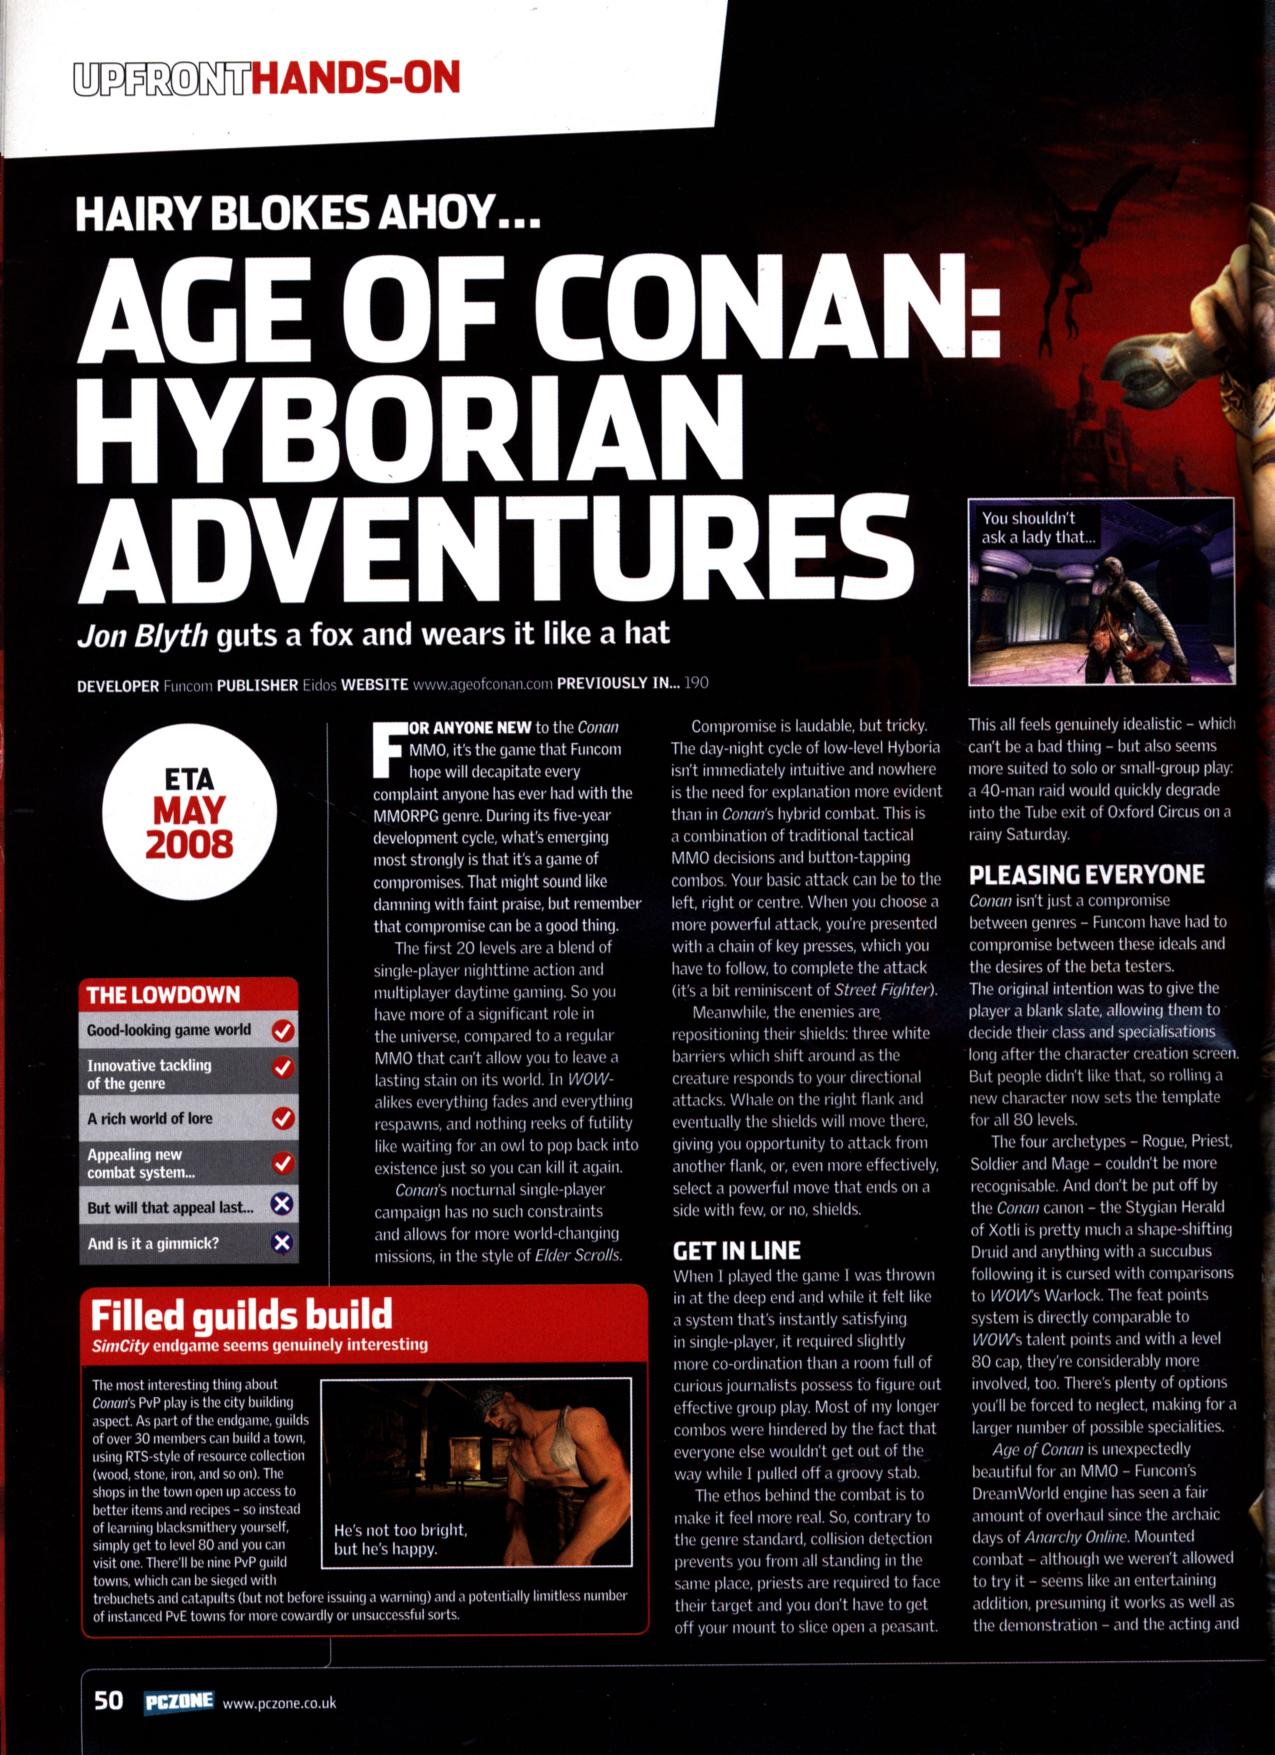 UPFRONTHANDS-ON
HAIRY BLOKES AHOY...
AGE OF CONAN:
HYBORIAN
ADVENTURES
Jon Blyth guts a fox and wears it like a hat
DEVELOPER Funcom PUBLISHER Eidos WEBSITE www.ageofconan.com PREVIOUSLY IN... 190
You shouldn't
ask a lady that...
ETA
MAY
2008
THE LOWDOWN
Good-looking game world
Innovative tackling
of the genre
A rich world of lore
Appealing new
combat system...
But will that appeal last...
And is it a gimmick?
FOR ANYONE NEW to the Conan
MMO, it's the game that Funcom
hope will decapitate every
complaint anyone has ever had with the
MMORPG genre. During its five-year
development cycle, what's emerging
most strongly is that it's a game of
compromises. That might sound like
damning with faint praise, but remember
that compromise can be a good thing.
The first 20 levels are a blend of
single-player nighttime action and
multiplayer daytime gaming. So you
have more of a significant role in
the universe, compared to a regular
MMO that can't allow you to leave a
lasting stain on its world. In WOW-
alikes everything fades and everything
respawns, and nothing reeks of futility
like waiting for an owl to pop back into
existence just so you can kill it again.
Conan's nocturnal single-player
campaign has no such constraints
and allows for more world-changing
missions, in the style of Elder Scrolls.
Compromise is laudable, but tricky.
The day-night cycle of low-level Hyboria
isn't immediately intuitive and nowhere
is the need for explanation more evident
than in Conan's hybrid combat. This is
a combination of traditional tactical
MMO decisions and button-tapping
combos. Your basic attack can be to the
left, right or centre. When you choose a
more powerful attack, you're presented
with a chain of key presses, which you
have to follow, to complete the attack
(it's a bit reminiscent of Street Fighter).
Meanwhile, the enemies are
repositioning their shields: three white
barriers which shift around as the
creature responds to your directional
attacks. Whale on the right flank and
eventually the shields will move there,
giving you opportunity to attack from
another flank, or, even more effectively,
select a powerful move that ends on a
side with few, or no, shields.
GET IN LINE
When I played the game I was thrown
in at the deep end and while it felt like
a system that's instantly satisfying
in single-player, it required slightly
more co-ordination than a room full of
curious journalists possess to figure out
effective group play. Most of my longer
combos were hindered by the fact that
everyone else wouldn't get out of the
way while I pulled off a groovy stab.
The ethos behind the combat is to
make it feel more real. So, contrary to
the genre standard, collision detection
prevents you from all standing in the
same place, priests are required to face
their target and you don't have to get
off your mount to slice open a peasant.
This all feels genuinely idealistic – which
can't be a bad thing – but also seems
more suited to solo or small-group play:
a 40-man raid would quickly degrade
into the Tube exit of Oxford Circus on a
rainy Saturday.
PLEASING EVERYONE
Conan isn't just a compromise
between genres – Funcom have had to
compromise between these ideals and
the desires of the beta testers.
The original intention was to give the
player a blank slate, allowing them to
decide their class and specialisations
long after the character creation screen.
But people didn't like that, so rolling a
new character now sets the template
for all 80 levels.
The four archetypes – Rogue, Priest,
Soldier and Mage – couldn't be more
recognisable. And don't be put off by
the Conan canon – the Stygian Herald
of Xotli is pretty much a shape-shifting
Druid and anything with a succubus
following it is cursed with comparisons
to WOW's Warlock. The feat points
system is directly comparable to
WOW's talent points and with a level
80 cap, they're considerably more
involved, too. There's plenty of options
you'll be forced to neglect, making for a
larger number of possible specialities.
Age of Conan is unexpectedly
beautiful for an MMO – Funcom's
DreamWorld engine has seen a fair
amount of overhaul since the archaic
days of Anarchy Online. Mounted
combat – although we weren't allowed
to try it – seems like an entertaining
addition, presuming it works as well as
the demonstration – and the acting and
Filled guilds build
SimCity endgame seems genuinely interesting
The most interesting thing about
Conan's PvP play is the city building
aspect. As part of the endgame, guilds
of over 30 members can build a town,
using RTS-style of resource collection
(wood, stone, iron, and so on). The
shops in the town open up access to
better items and recipes – so instead
of learning blacksmithery yourself,
simply get to level 80 and you can
visit one. There'll be nine PvP guild
towns, which can be sieged with
trebuchets and catapults (but not before issuing a warning) and a potentially limitless number
of instanced PvE towns for more cowardly or unsuccessful sorts.
He's not too bright,
but he's happy.
50 PCZONE www.pczone.co.uk